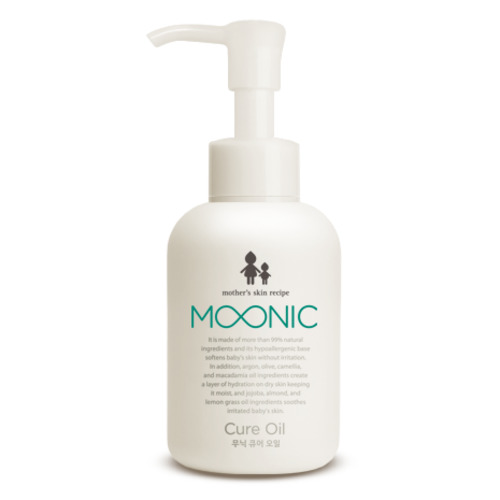 mother's skin recipe
MOONIC
It is made of more than 99% natural
ingredients and its hypoallergenic base
softens baby's skin without irritation.
In addition, argon, olive, camellia,
and macadamia oil ingredients create
a layer of hydration on dry skin keeping
it moist, and jojoba, almond, and
lemon grass oil ingredients soothes
irritated baby's skin.
Cure Oil
무닉 큐어 오일